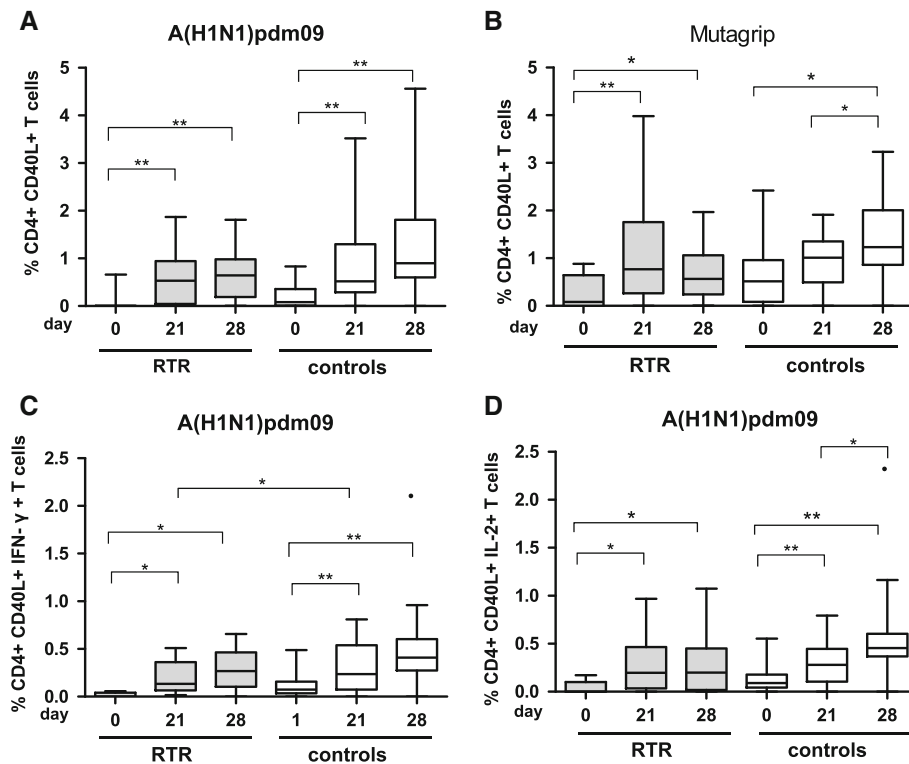 A
A(H1N1)pdm09
% CD4+ CD40L+ T cells
5
4
3
2
1
0
** ** ** **
day 0 21 28 0 21 28
RTR controls
B
Mutagrip
% CD4+ CD40L+ T cells
5
4
3
2
1
0
* ** * *
0 21 28 0 21 28
RTR controls
C
A(H1N1)pdm09
% CD4+ CD40L+ IFN- γ + T cells
2.5
2.0
1.5
1.0
0.5
0.0
* * * ** **
day 0 21 28 1 21 28
RTR controls
D
A(H1N1)pdm09
% CD4+ CD40L+ IL-2+ T cells
2.5
2.0
1.5
1.0
0.5
0.0
* * * ** **
day 0 21 28 0 21 28
RTR controls